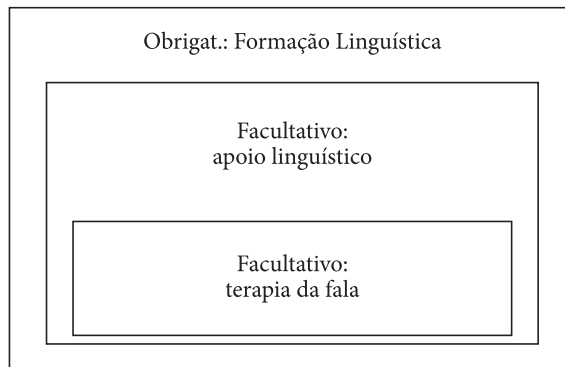 Obrigat.: Formação Linguística
Facultativo:
apoio linguístico
Facultativo:
terapia da fala